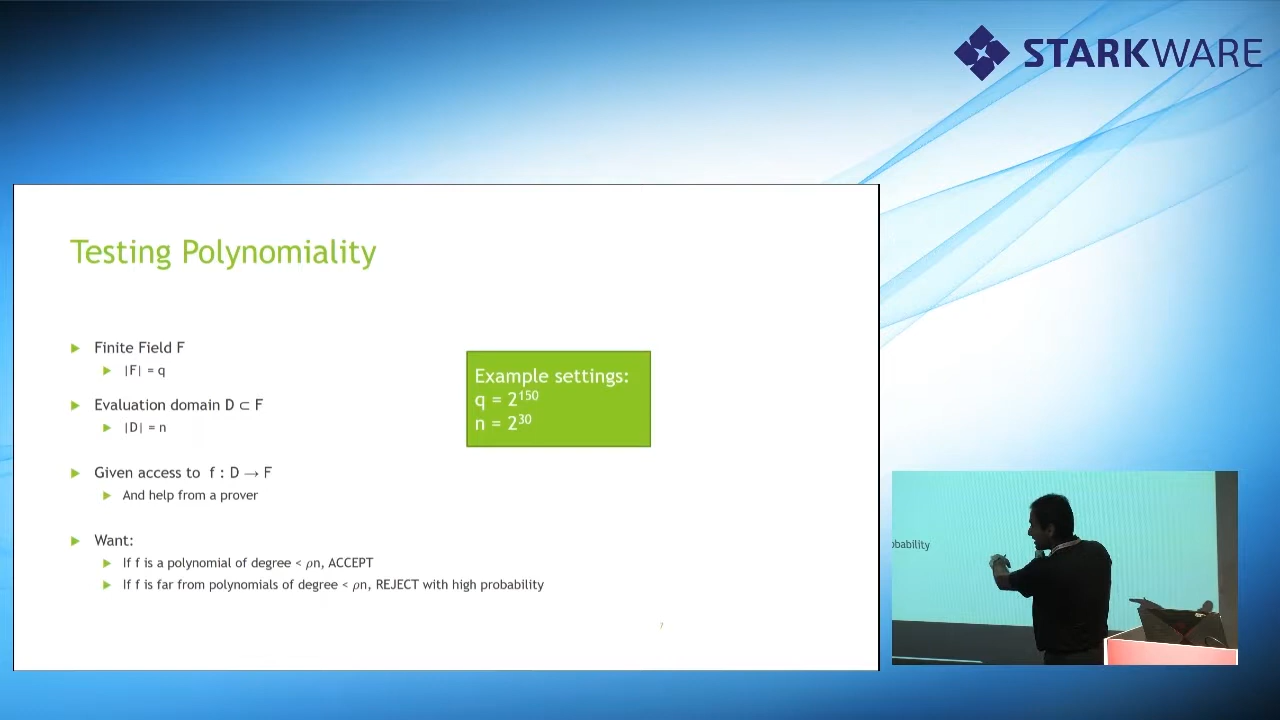 STARKWARE
Testing Polynomiality
Finite Field F
|F| = q
Evaluation domain D ⊂ F
|D| = n
Given access to f : D → F
And help from a prover
Want:
If f is a polynomial of degree < ρn, ACCEPT
If f is far from polynomials of degree < ρn, REJECT with high probability
Example settings:
q = 2¹⁵⁰
n = 2³⁰
7
obability